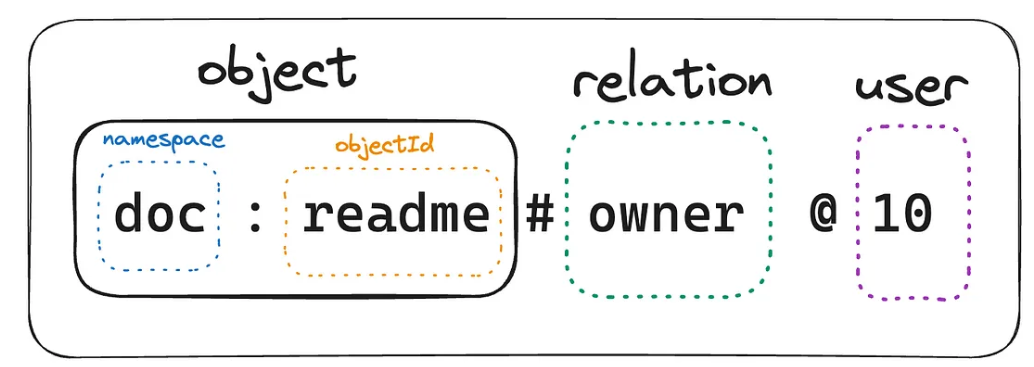 object relation user
namespace objectId
doc : readme # owner @ 10